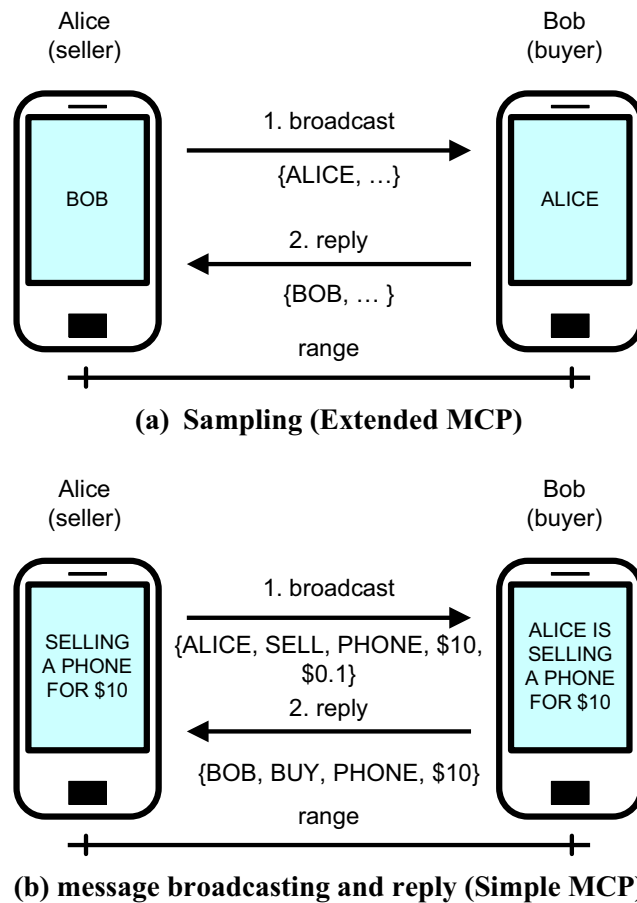 Alice
(seller)
Bob
(buyer)
1. broadcast
{ALICE, …}
BOB
ALICE
2. reply
{BOB, … }
range
(a) Sampling (Extended MCP)
Alice
(seller)
Bob
(buyer)
1. broadcast
{ALICE, SELL, PHONE, $10,
$0.1}
SELLING
A PHONE
FOR $10
ALICE IS
SELLING
A PHONE
FOR $10
2. reply
{BOB, BUY, PHONE, $10}
range
(b) message broadcasting and reply (Simple MCP)